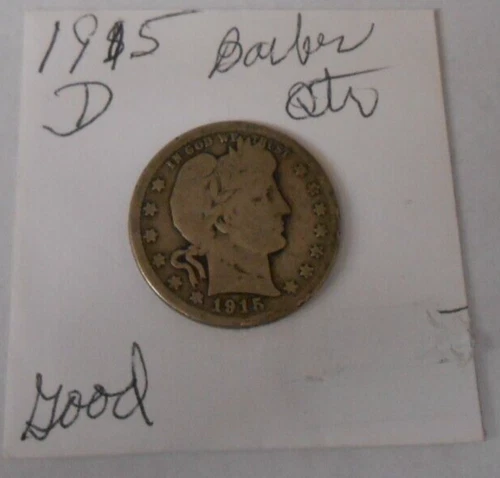 1915 Barber
D Qtr
IN GOD WE TRUST
1915
Good